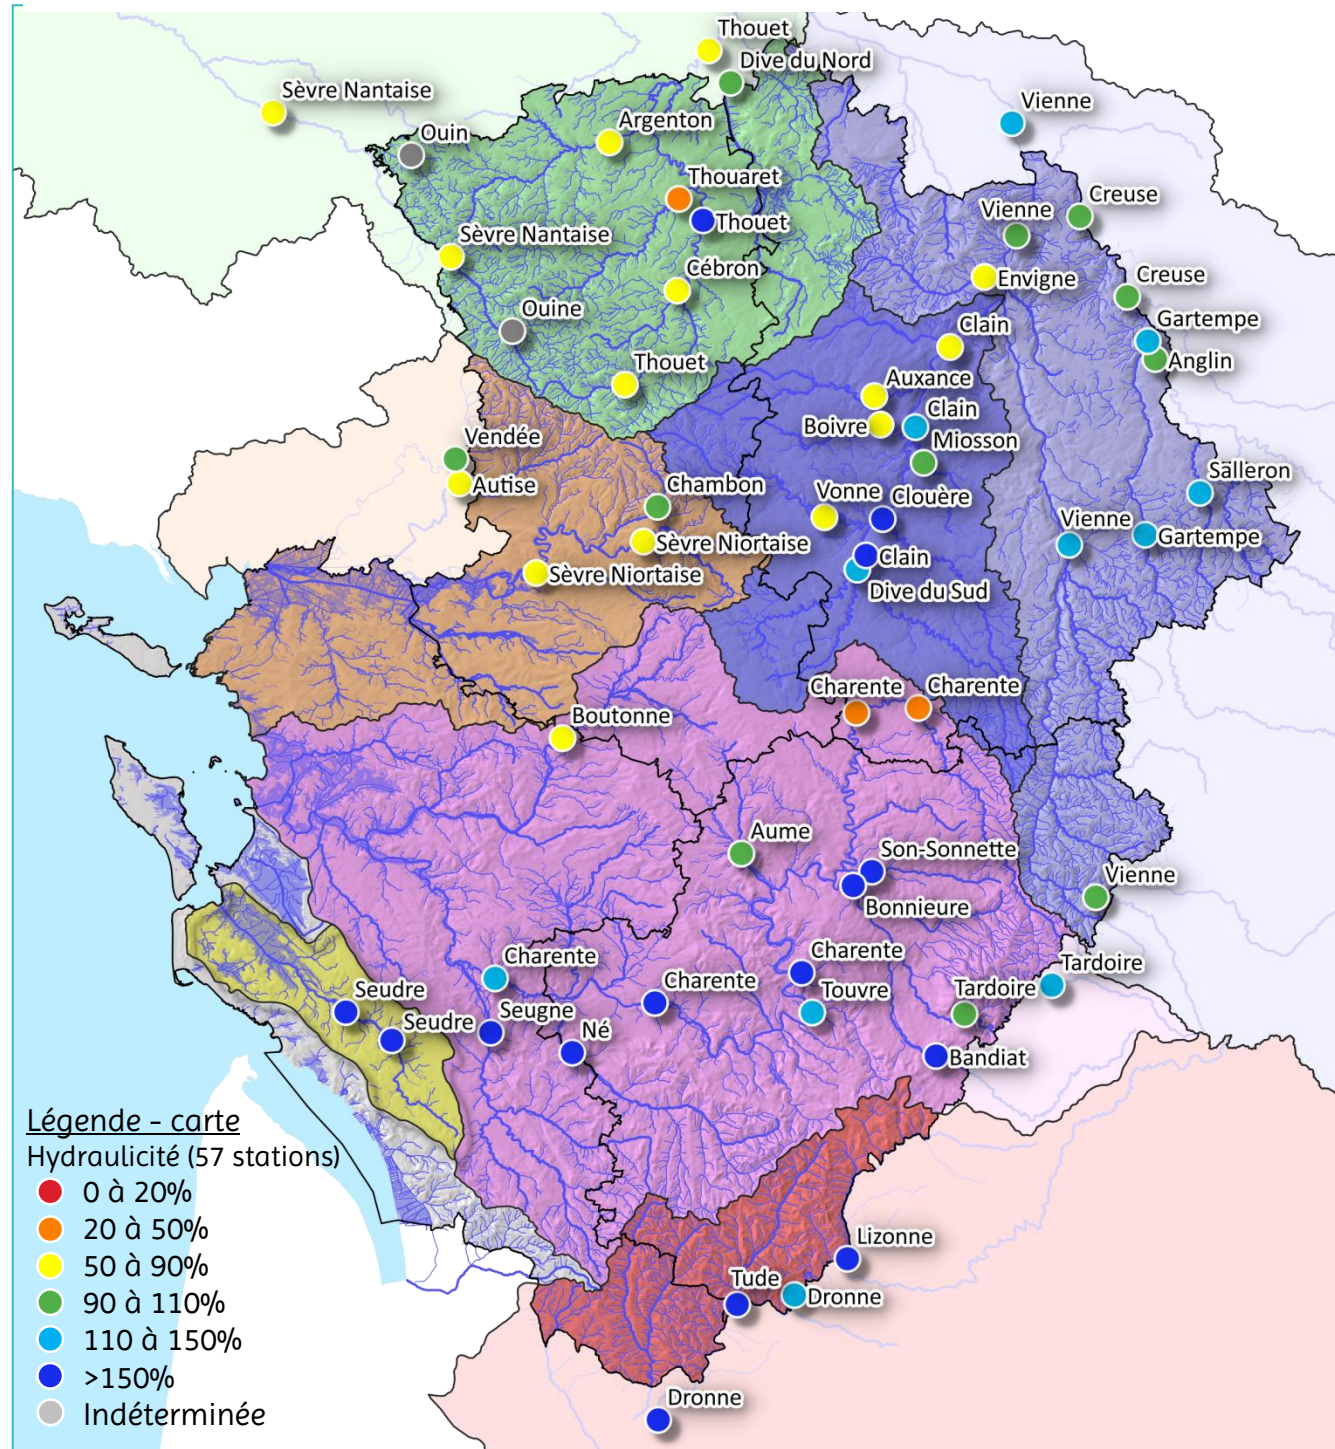 Thouet
Dive du Nord
Sèvre Nantaise
Vienne
Ouin
Argenton
Thouaret
Creuse
Thouet
Vienne
Sèvre Nantaise
Cébron
Envigne
Creuse
Ouine
Gartempe
Clain
Anglin
Thouet
Auxance
Boivre
Clain
Vendée
Miosson
Salleron
Autise
Chambon
Vonne
Clouère
Vienne
Gartempe
Sèvre Niortaise
Clain
Sèvre Niortaise
Dive du Sud
Charente
Charente
Boutonne
Aume
Son-Sonnette
Vienne
Bonnieure
Charente
Charente
Charente
Tardoire
Seudre
Touvre
Tardoire
Seudre
Seugne
Né
Bandiat
Légende - carte
Hydraulicité (57 stations)
0 à 20%
20 à 50%
50 à 90%
90 à 110%
110 à 150%
>150%
Indéterminée
Lizonne
Tude
Dronne
Dronne